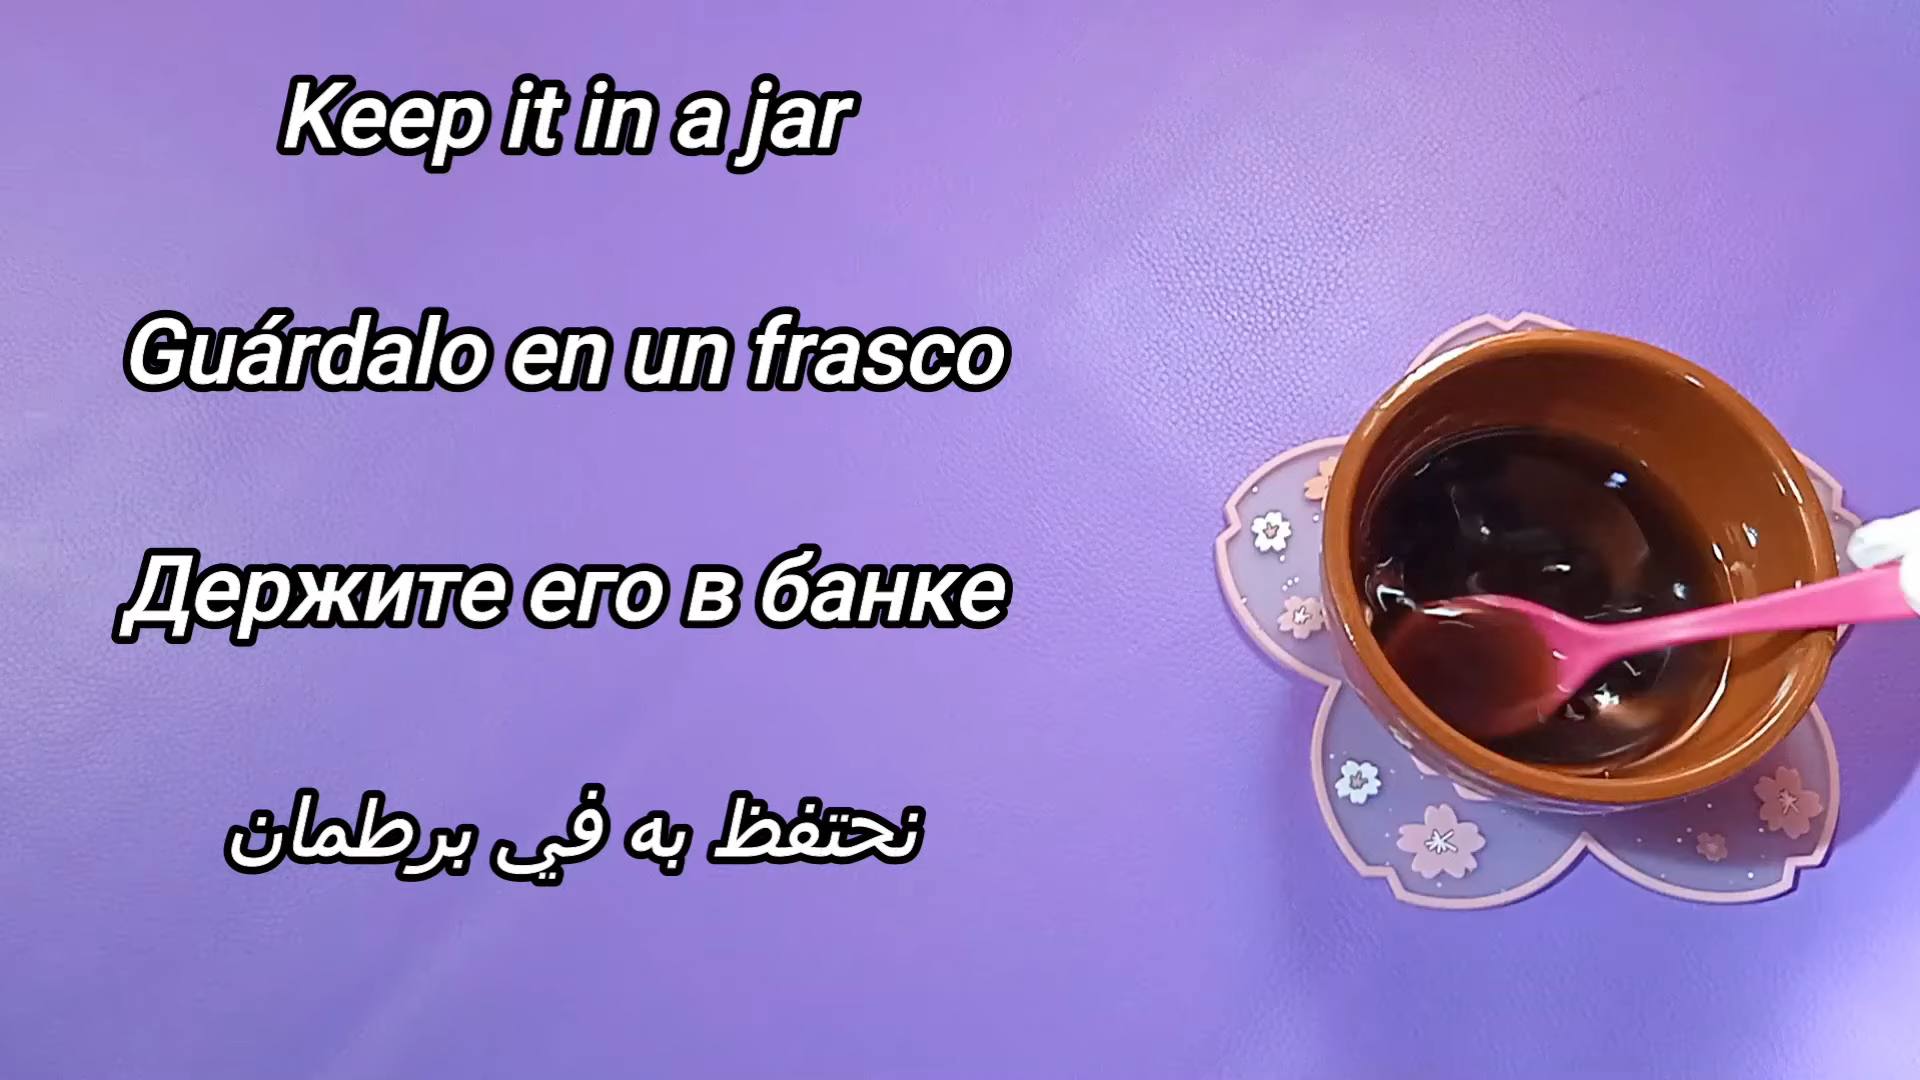 Keep it in a jar
Guárdalo en un frasco
Держите его в банке
نحتفظ به في برطمان